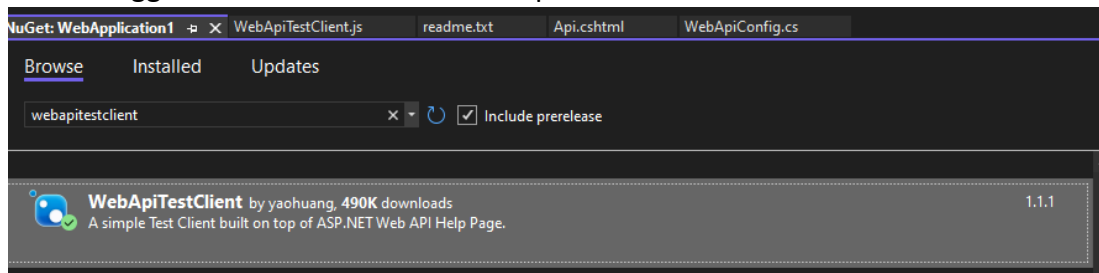 NuGet: WebApplication1 WebApiTestClient.js readme.txt Api.cshtml WebApiConfig.cs
Browse Installed Updates
webapitestclient Include prerelease
WebApiTestClient by yaohuang, 490K downloads 1.1.1
A simple Test Client built on top of ASP.NET Web API Help Page.